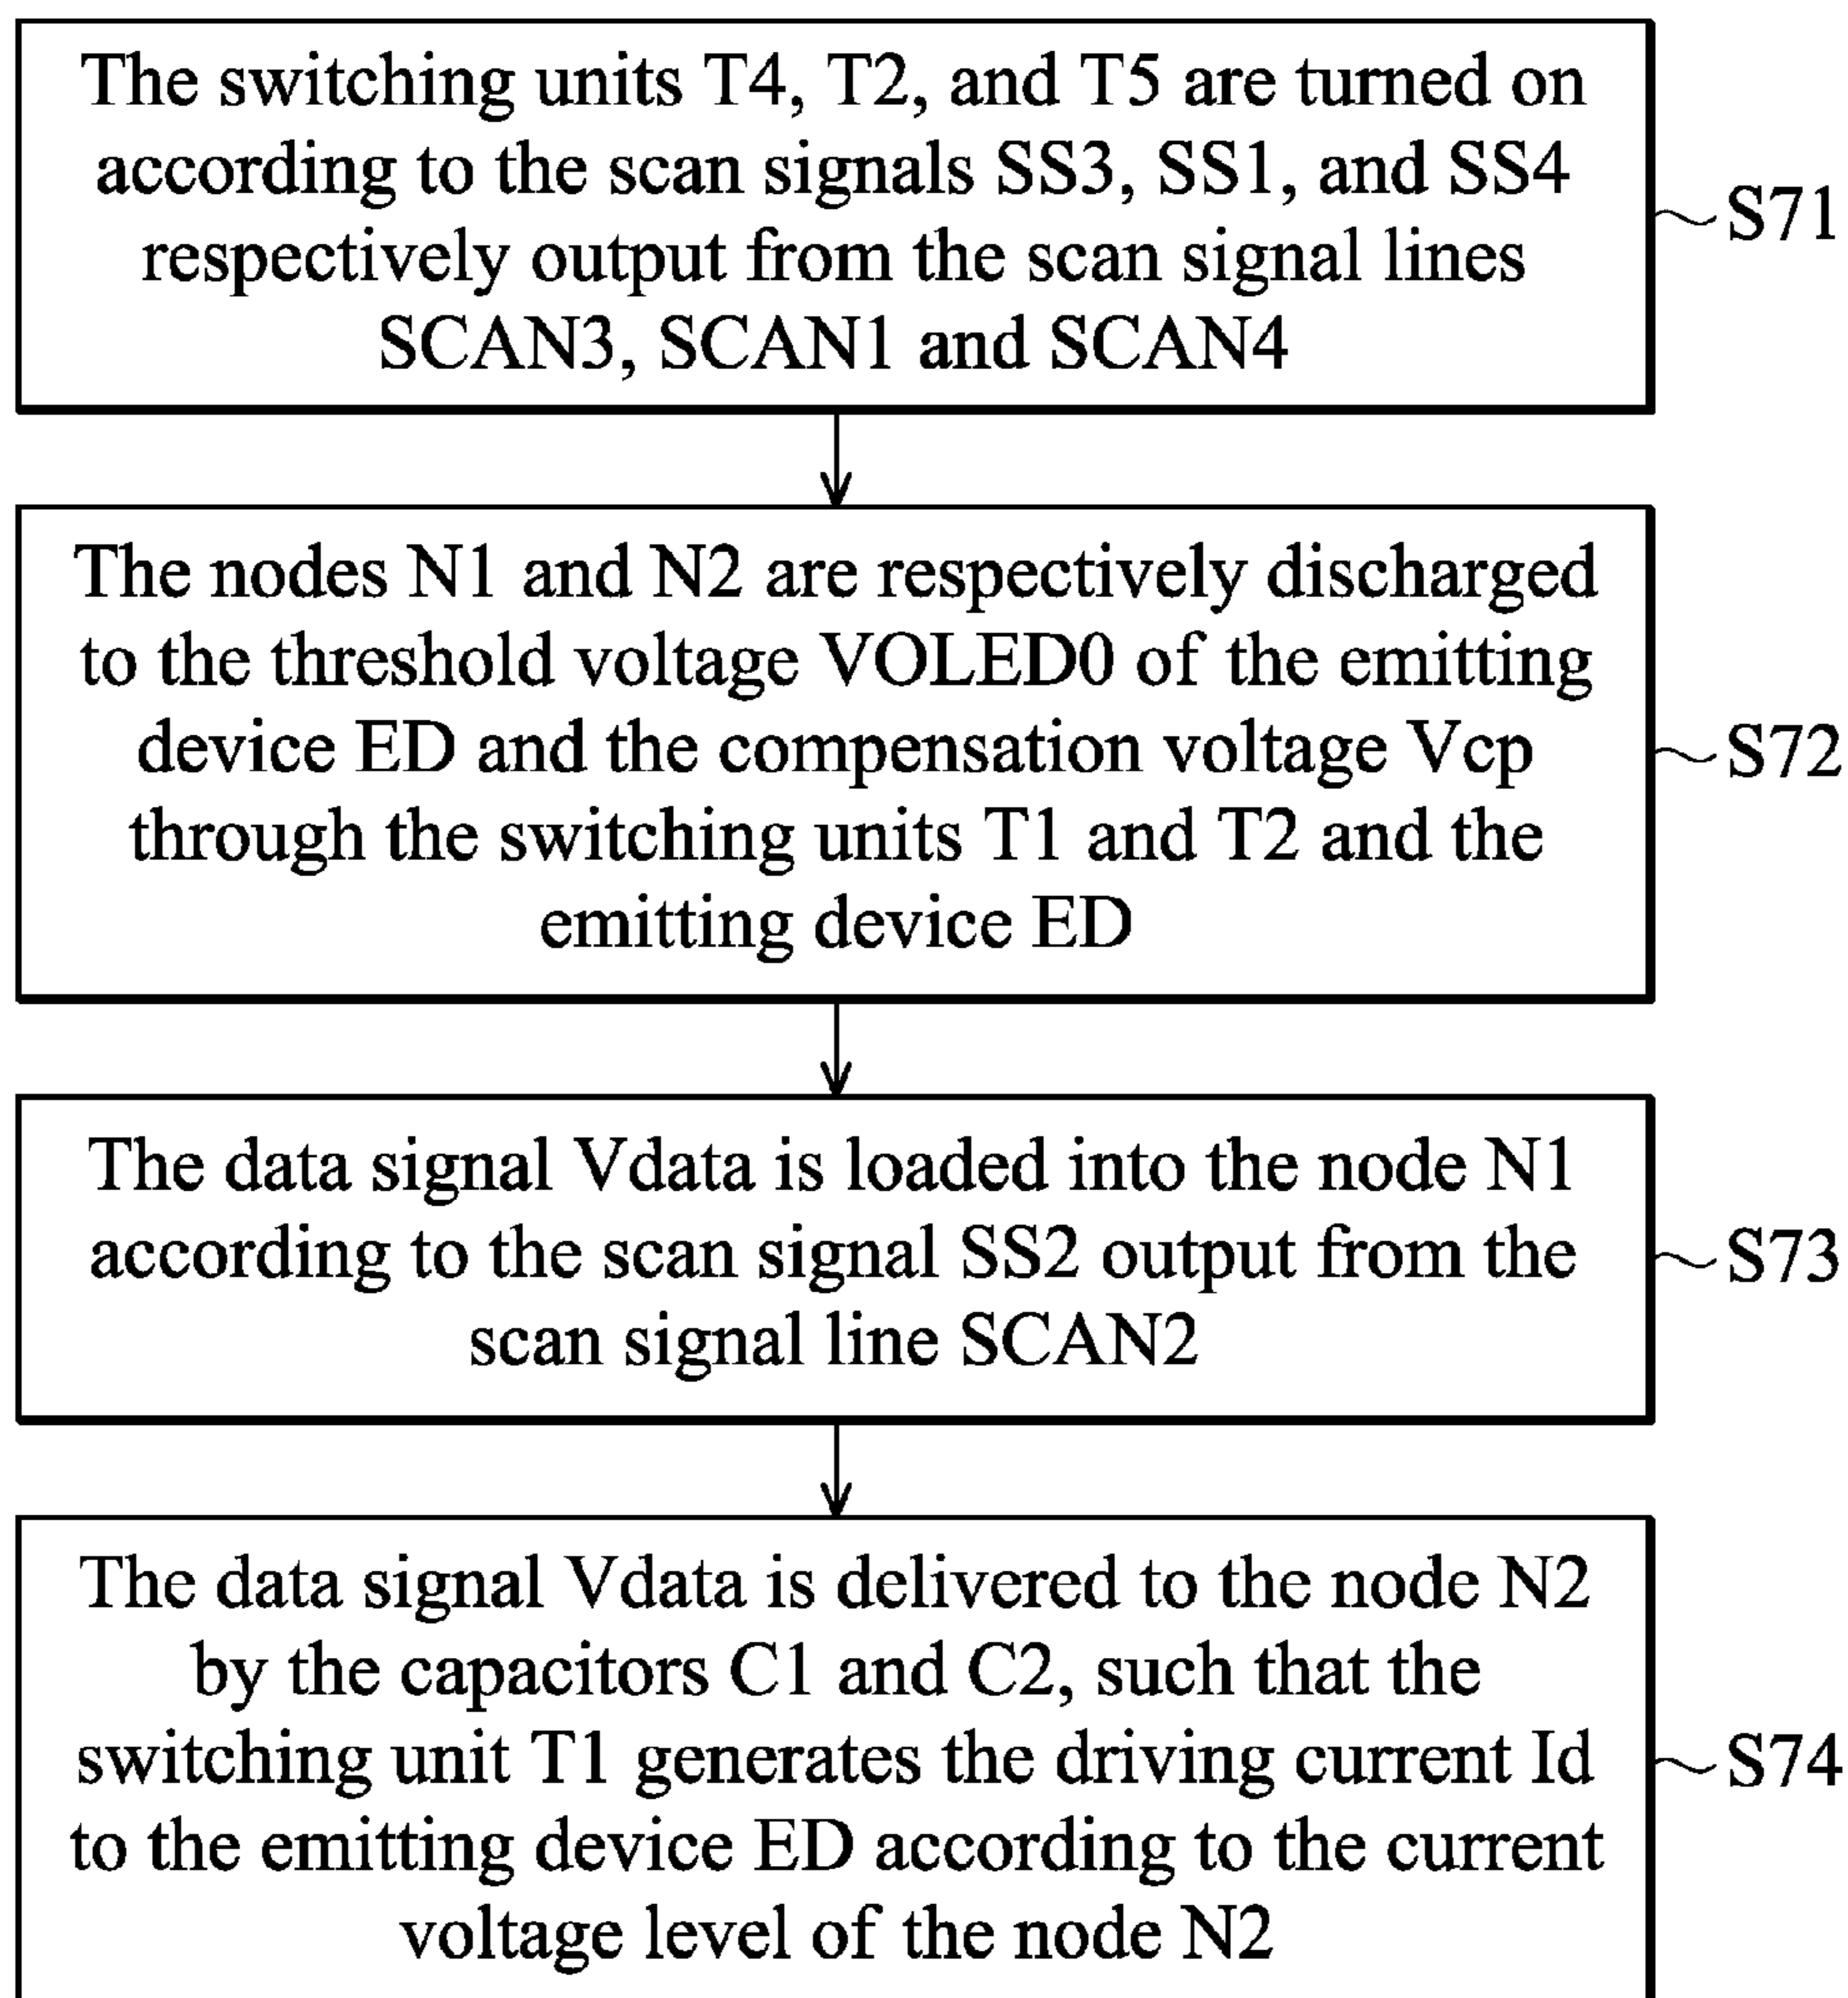 The switching units T4, T2, and T5 are turned on
according to the scan signals SS3, SS1, and SS4
respectively output from the scan signal lines
SCAN3, SCAN1 and SCAN4
S71
The nodes N1 and N2 are respectively discharged
to the threshold voltage VOLED0 of the emitting
device ED and the compensation voltage Vcp
through the switching units T1 and T2 and the
emitting device ED
S72
The data signal Vdata is loaded into the node N1
according to the scan signal SS2 output from the
scan signal line SCAN2
S73
The data signal Vdata is delivered to the node N2
by the capacitors C1 and C2, such that the
switching unit T1 generates the driving current Id
to the emitting device ED according to the current
voltage level of the node N2
S74